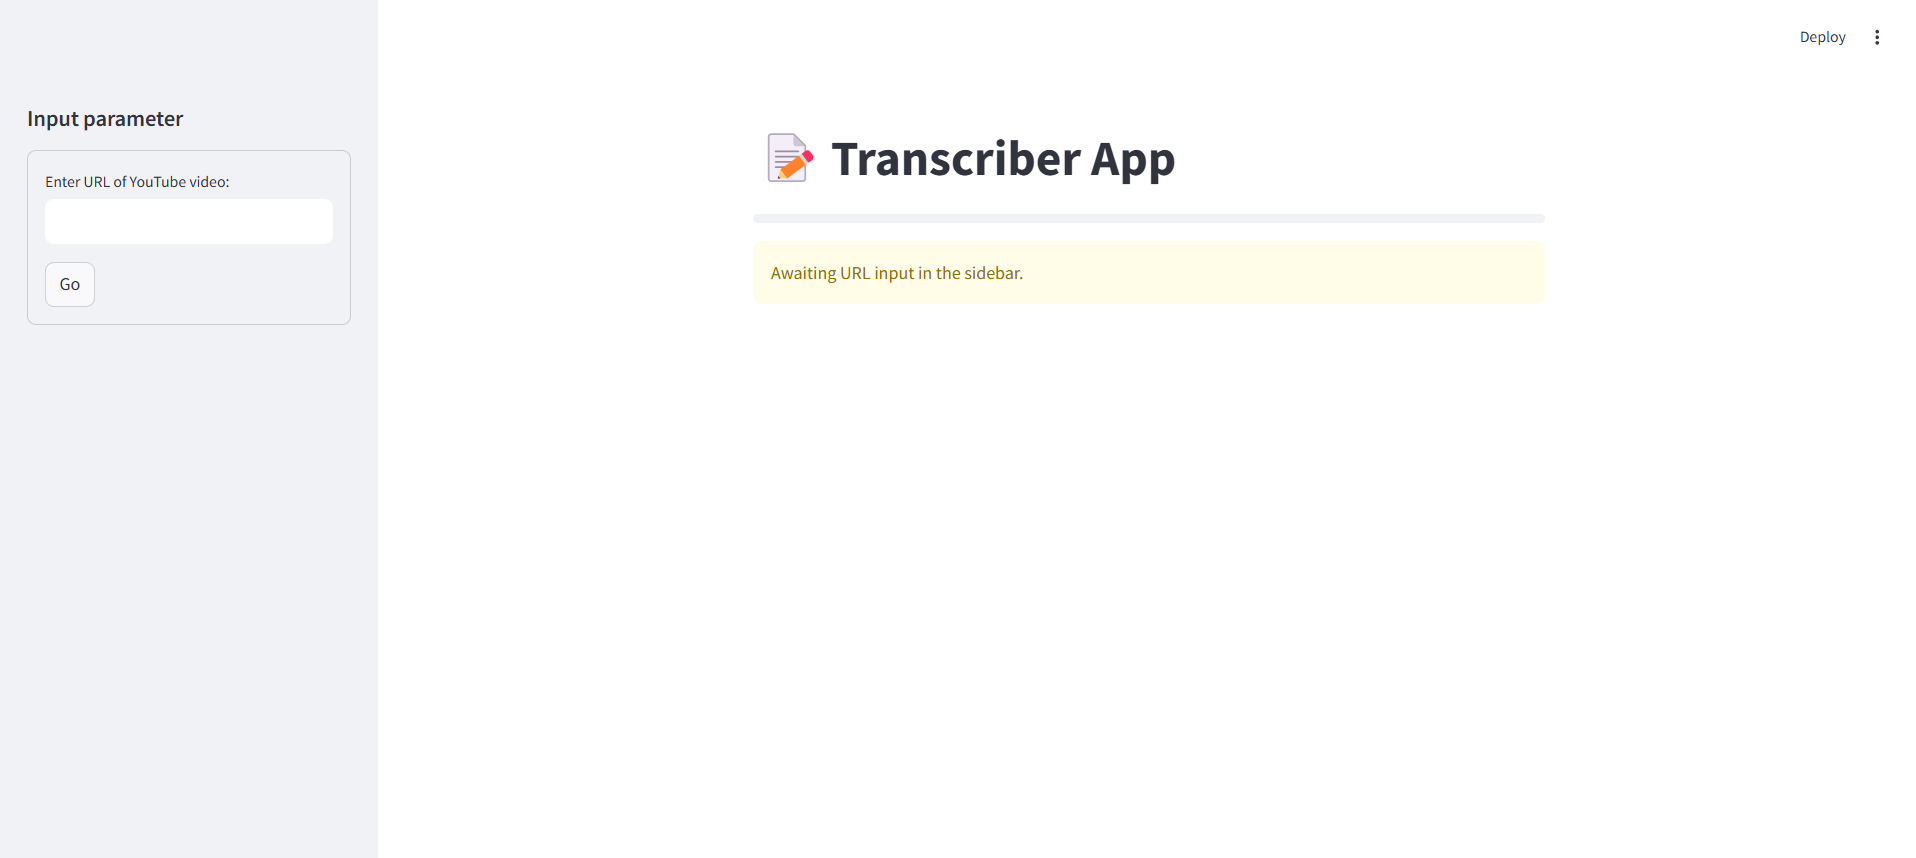 Deploy
Input parameter
Enter URL of YouTube video:
Go
Transcriber App
Awaiting URL input in the sidebar.